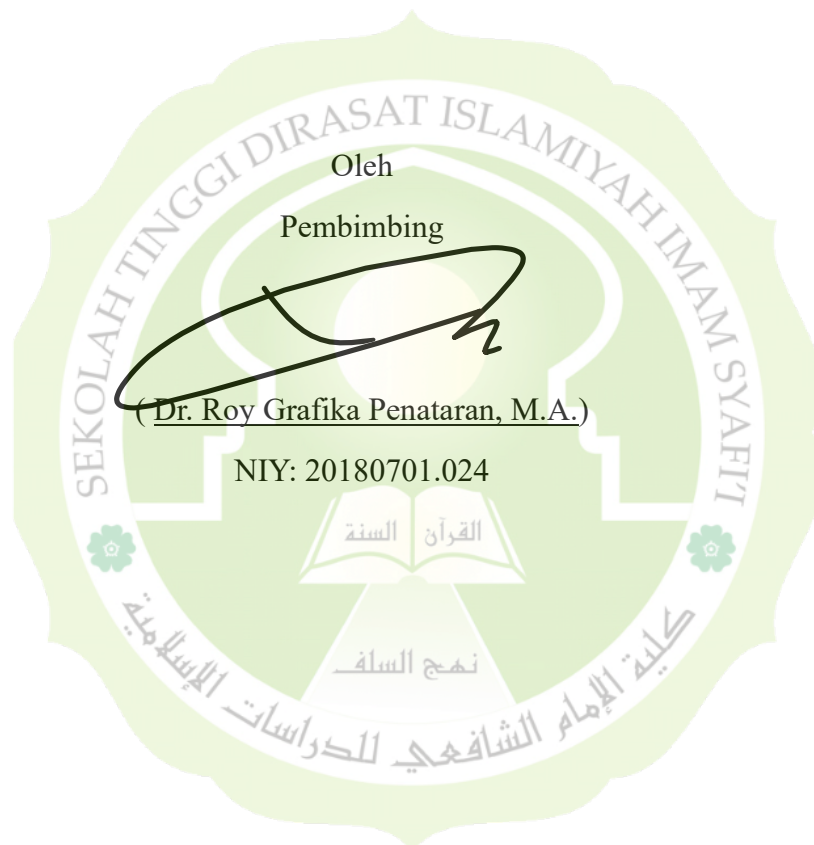 SEKOLAH TINGGI DIRASAT ISLAMIYAH IMAM SYAFI'I
Oleh
Pembimbing
( Dr. Roy Grafika Penataran, M.A.)
NIY: 20180701.024
القرآن السنة
نهج السلف
كلية الإمام الشافعي للدراسات الإسلامية